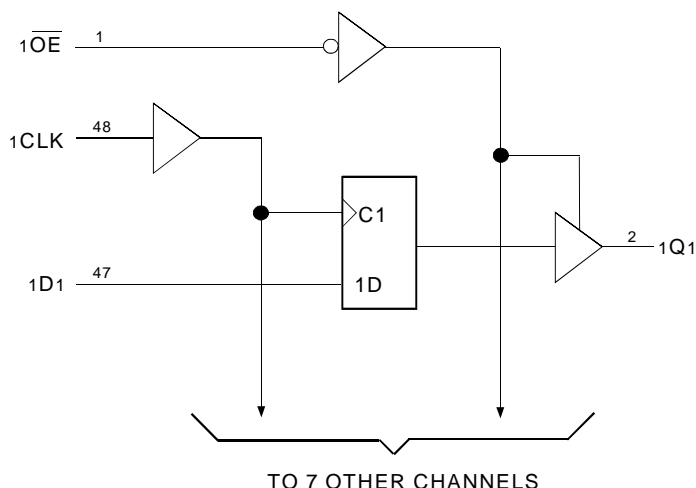 1OE 1
1CLK 48
C1
1D1 47
1D
2 1Q1
TO 7 OTHER CHANNELS